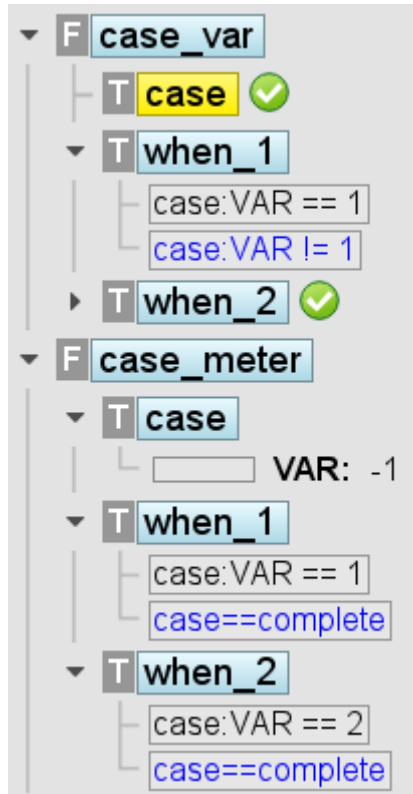 F case_var
T case
T when_1
case:VAR == 1
case:VAR != 1
T when_2
F case_meter
T case
VAR: -1
T when_1
case:VAR == 1
case==complete
T when_2
case:VAR == 2
case==complete